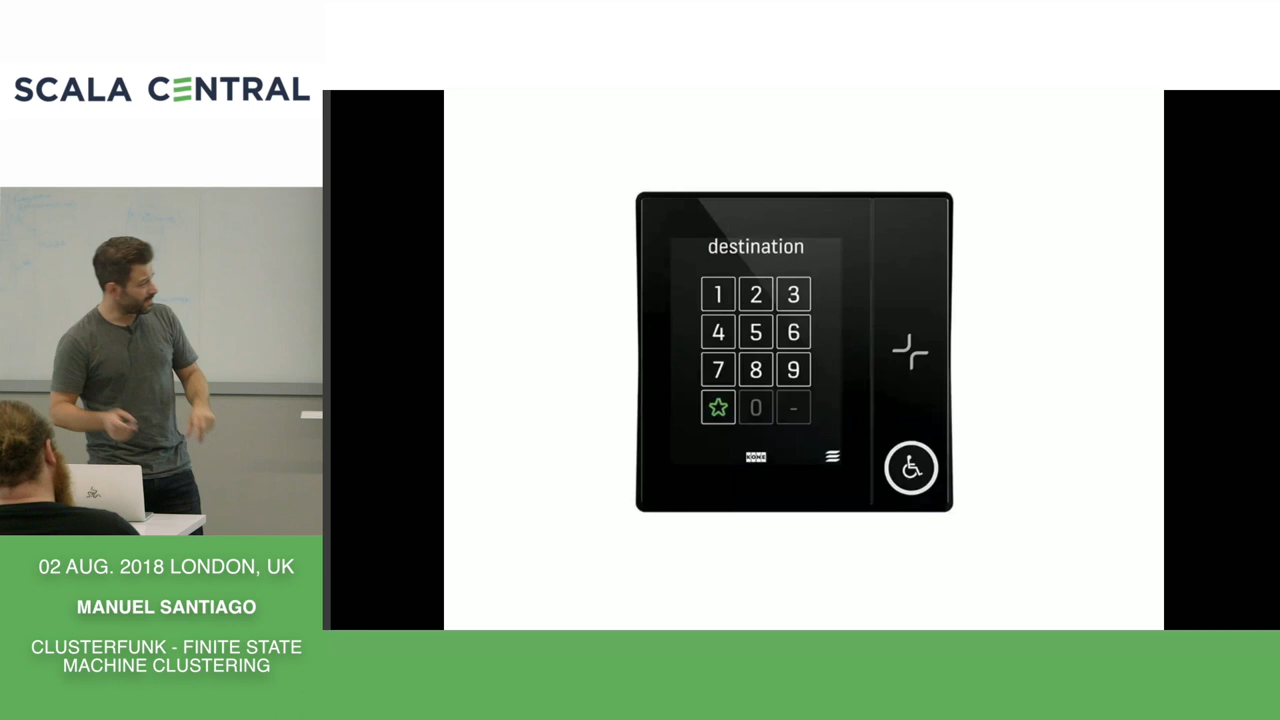 SCALA CENTRAL
02 AUG. 2018 LONDON, UK
MANUEL SANTIAGO
CLUSTERFUNK - FINITE STATE
MACHINE CLUSTERING
destination
1 2 3
4 5 6
7 8 9
0 -
KONE